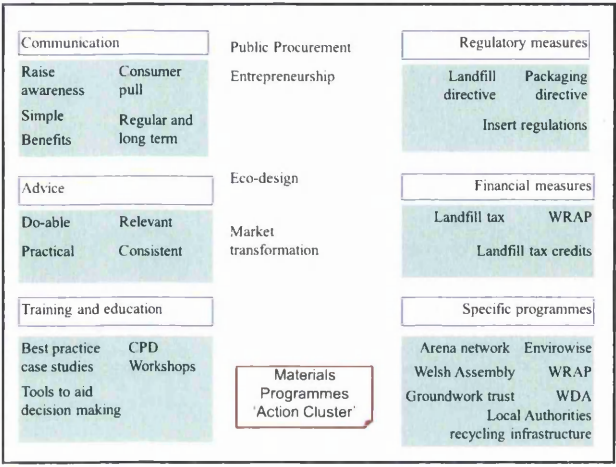 Communication
Raise Consumer
awareness pull
Simple Regular and
Benefits long term
Advice
Do-able Relevant
Practical Consistent
Training and education
Best practice CPD
case studies Workshops
Tools to aid
decision making
Public Procurement
Entrepreneurship
Eco-design
Market
transformation
Materials
Programmes
'Action Cluster'
Regulatory measures
Landfill Packaging
directive directive
Insert regulations
Financial measures
Landfill tax WRAP
Landfill tax credits
Specific programmes
Arena network Envirowise
Welsh Assembly WRAP
Groundwork trust WDA
Local Authorities
recycling infrastructure